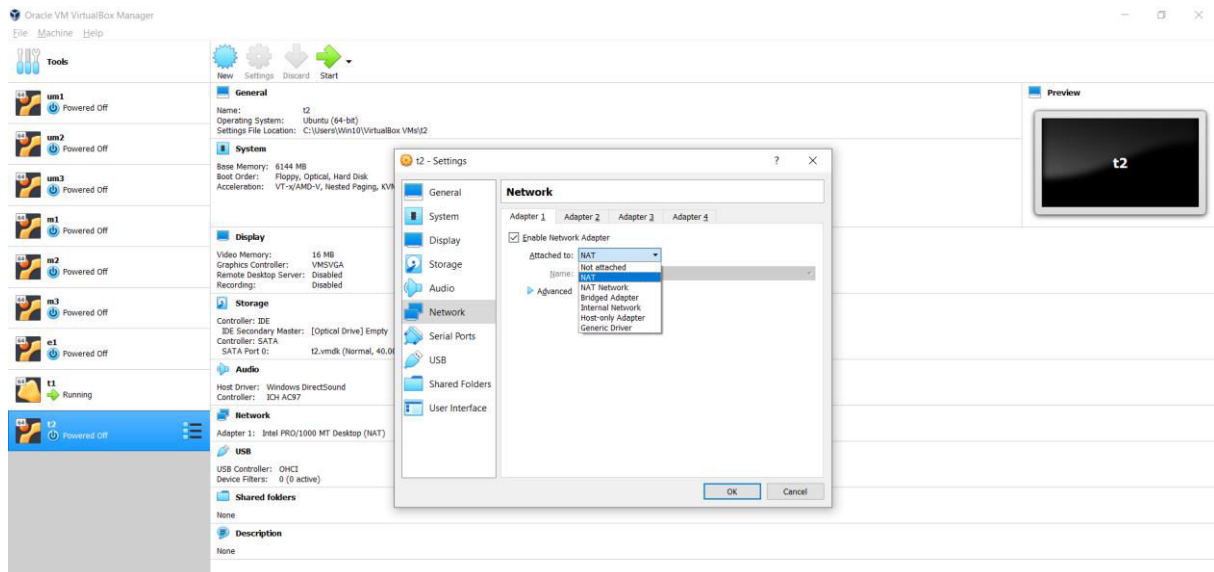 Oracle VM VirtualBox Manager
File Machine Help
Tools
New Settings Discard Start
um1
Powered Off
um2
Powered Off
um3
Powered Off
m1
Powered Off
m2
Powered Off
m3
Powered Off
e1
Powered Off
t1
Running
t2
Powered Off
General
Name: t2
Operating System: Ubuntu (64-bit)
Settings File Location: C:\Users\Win10\VirtualBox VMs\t2
System
Base Memory: 6144 MB
Boot Order: Floppy, Optical, Hard Disk
Acceleration: VT-x/AMD-V, Nested Paging, KVM
Display
Video Memory: 16 MB
Graphics Controller: VMSVGA
Remote Desktop Server: Disabled
Recording: Disabled
Storage
Controller: IDE
IDE Secondary Master: [Optical Drive] Empty
Controller: SATA
SATA Port 0: t2.vmdk (Normal, 40.00
Audio
Host Driver: Windows DirectSound
Controller: ICH AC97
Network
Adapter 1: Intel PRO/1000 MT Desktop (NAT)
USB
USB Controller: OHCI
Device Filters: 0 (0 active)
Shared folders
None
Description
None
Preview
t2
t2 - Settings
General
System
Display
Storage
Audio
Network
Serial Ports
USB
Shared Folders
User Interface
Network
Adapter 1 Adapter 2 Adapter 3 Adapter 4
Enable Network Adapter
Attached to: NAT
Name:
Advanced
Not attached
NAT
NAT Network
Bridged Adapter
Internal Network
Host-only Adapter
Generic Driver
OK Cancel